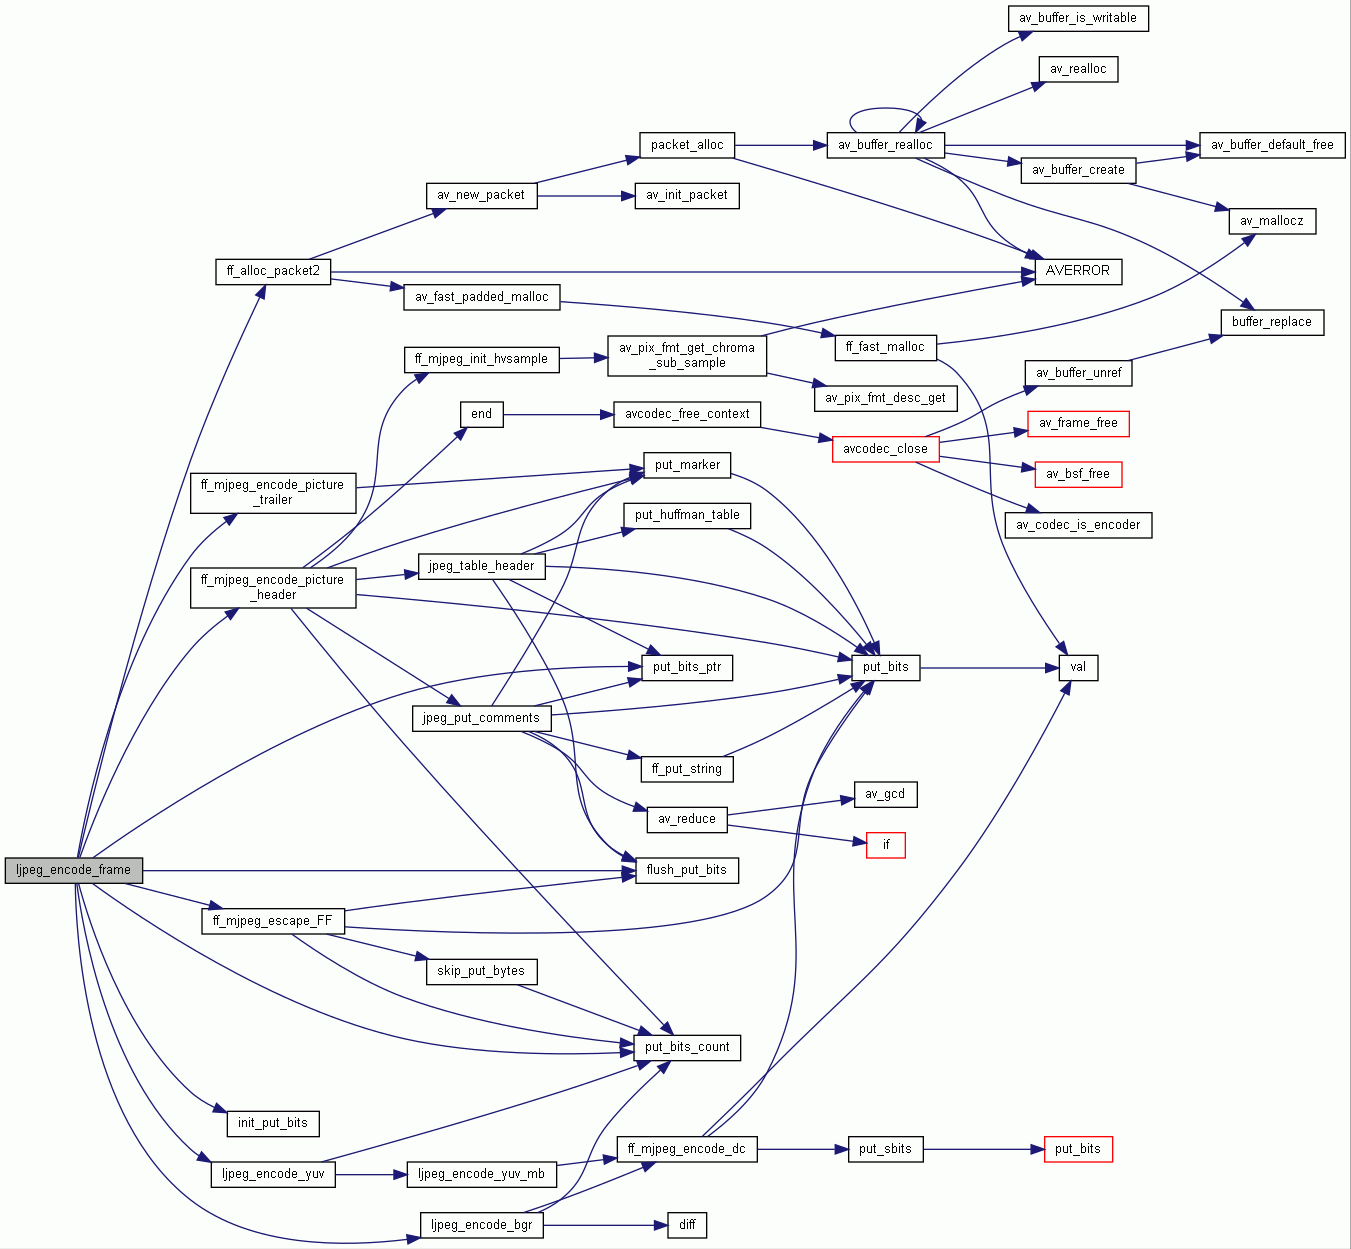 av_buffer_is_writable
av_realloc
packet_alloc
av_buffer_realloc
av_buffer_default_free
av_buffer_create
av_new_packet
av_init_packet
av_mallocz
ff_alloc_packet2
AVERROR
av_fast_padded_malloc
buffer_replace
ff_fast_malloc
ff_mjpeg_init_hvsample
av_pix_fmt_get_chroma
_sub_sample
av_buffer_unref
av_pix_fmt_desc_get
end
avcodec_free_context
av_frame_free
avcodec_close
put_marker
av_bsf_free
ff_mjpeg_encode_picture
_trailer
put_huffman_table
av_codec_is_encoder
jpeg_table_header
ff_mjpeg_encode_picture
_header
put_bits_ptr
put_bits
val
jpeg_put_comments
ff_put_string
av_gcd
av_reduce
if
ljpeg_encode_frame
flush_put_bits
ff_mjpeg_escape_FF
skip_put_bytes
put_bits_count
init_put_bits
ff_mjpeg_encode_dc
put_sbits
put_bits
ljpeg_encode_yuv
ljpeg_encode_yuv_mb
ljpeg_encode_bgr
diff